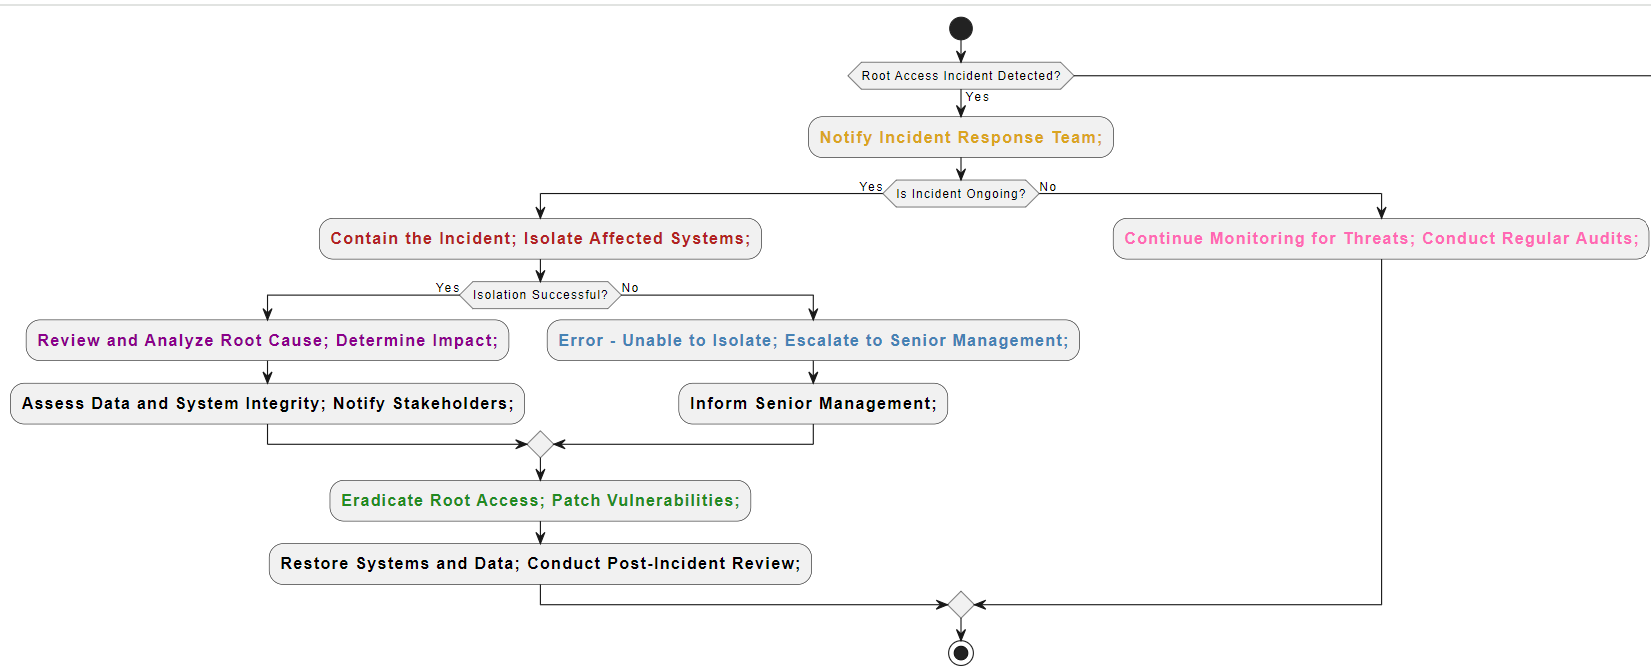 Root Access Incident Detected?
Yes
Notify Incident Response Team;
Yes
Is Incident Ongoing?
No
Contain the Incident; Isolate Affected Systems;
Continue Monitoring for Threats; Conduct Regular Audits;
Yes
Isolation Successful?
No
Review and Analyze Root Cause; Determine Impact;
Error - Unable to Isolate; Escalate to Senior Management;
Assess Data and System Integrity; Notify Stakeholders;
Inform Senior Management;
Eradicate Root Access; Patch Vulnerabilities;
Restore Systems and Data; Conduct Post-Incident Review;